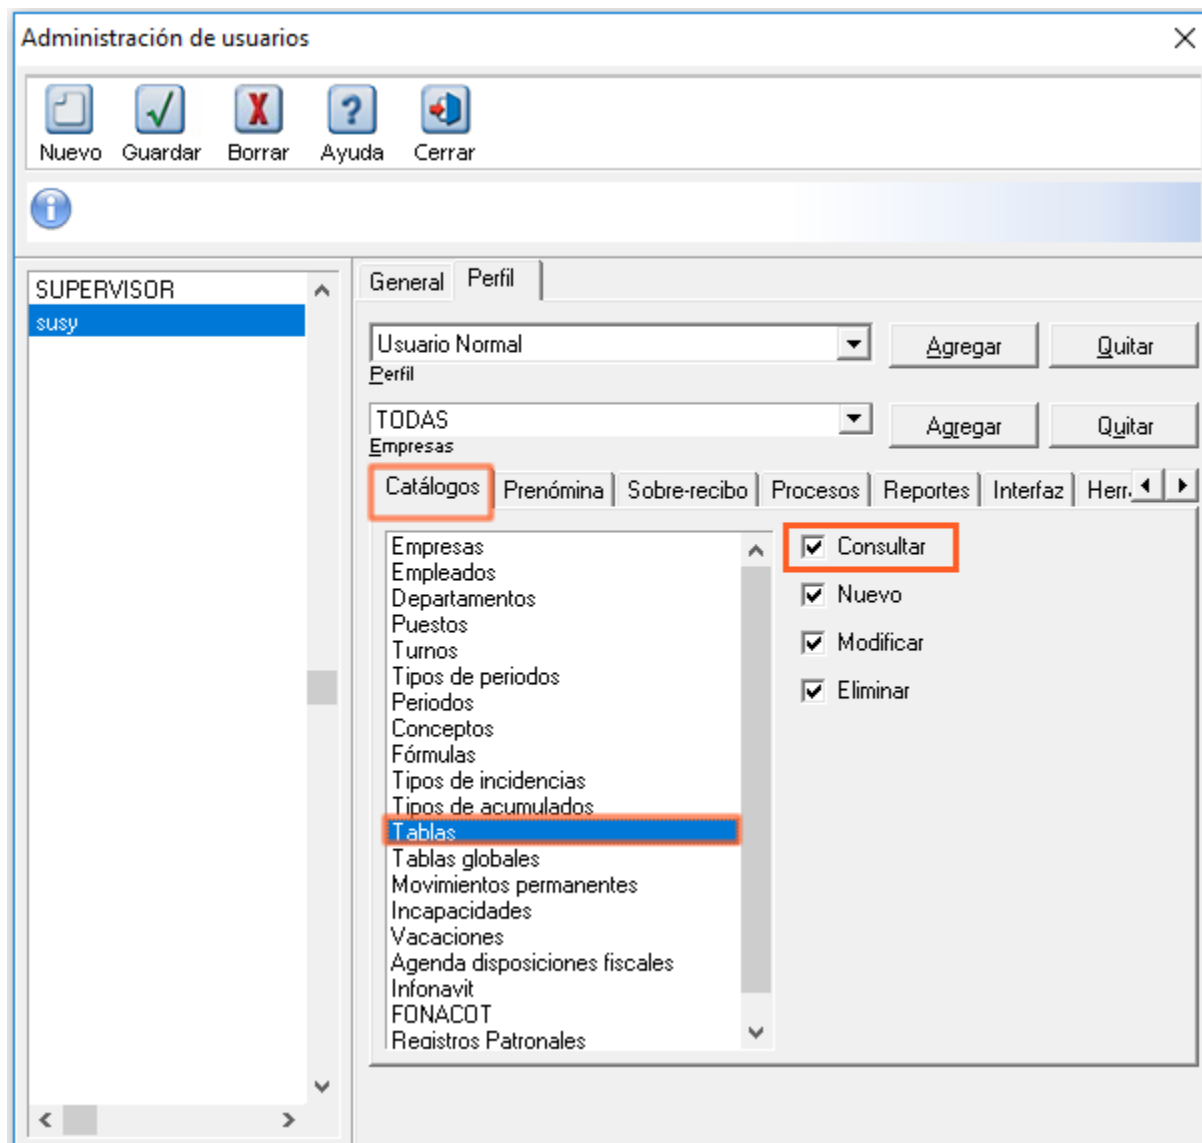 Administración de usuarios
Nuevo Guardar Borrar Ayuda Cerrar
SUPERVISOR
susy
General Perfil
Usuario Normal Agregar Quitar
Perfil
TODAS Agregar Quitar
Empresas
Catálogos Prenómina Sobre-recibo Procesos Reportes Interfaz Herr
Empresas
Empleados
Departamentos
Puestos
Turnos
Tipos de periodos
Periodos
Conceptos
Fórmulas
Tipos de incidencias
Tipos de acumulados
Tablas
Tablas globales
Movimientos permanentes
Incapacidades
Vacaciones
Agenda disposiciones fiscales
Infonavit
FONACOT
Registros Patronales
Consultar
Nuevo
Modificar
Eliminar